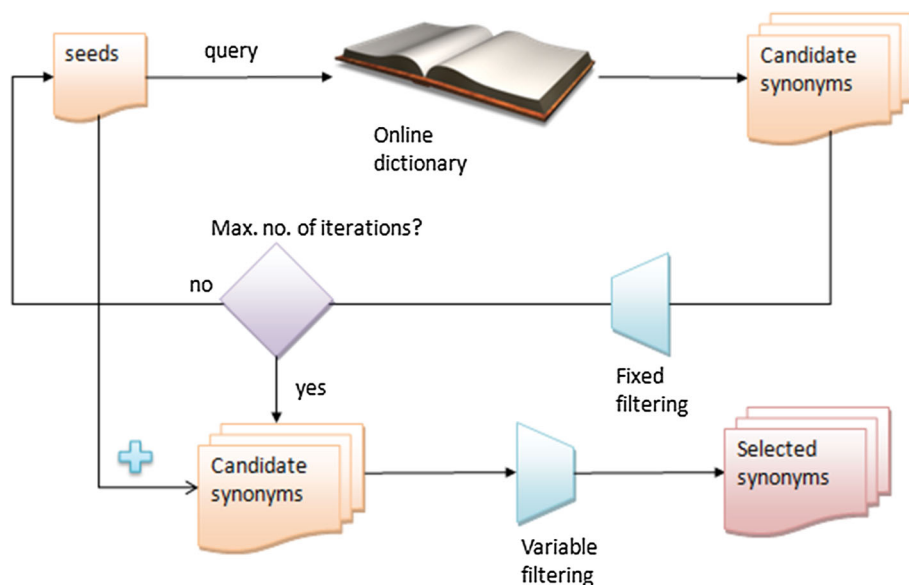 seeds
query
Online
dictionary
Candidate
synonyms
Max. no. of iterations?
no
yes
Fixed
filtering
Candidate
synonyms
Variable
filtering
Selected
synonyms